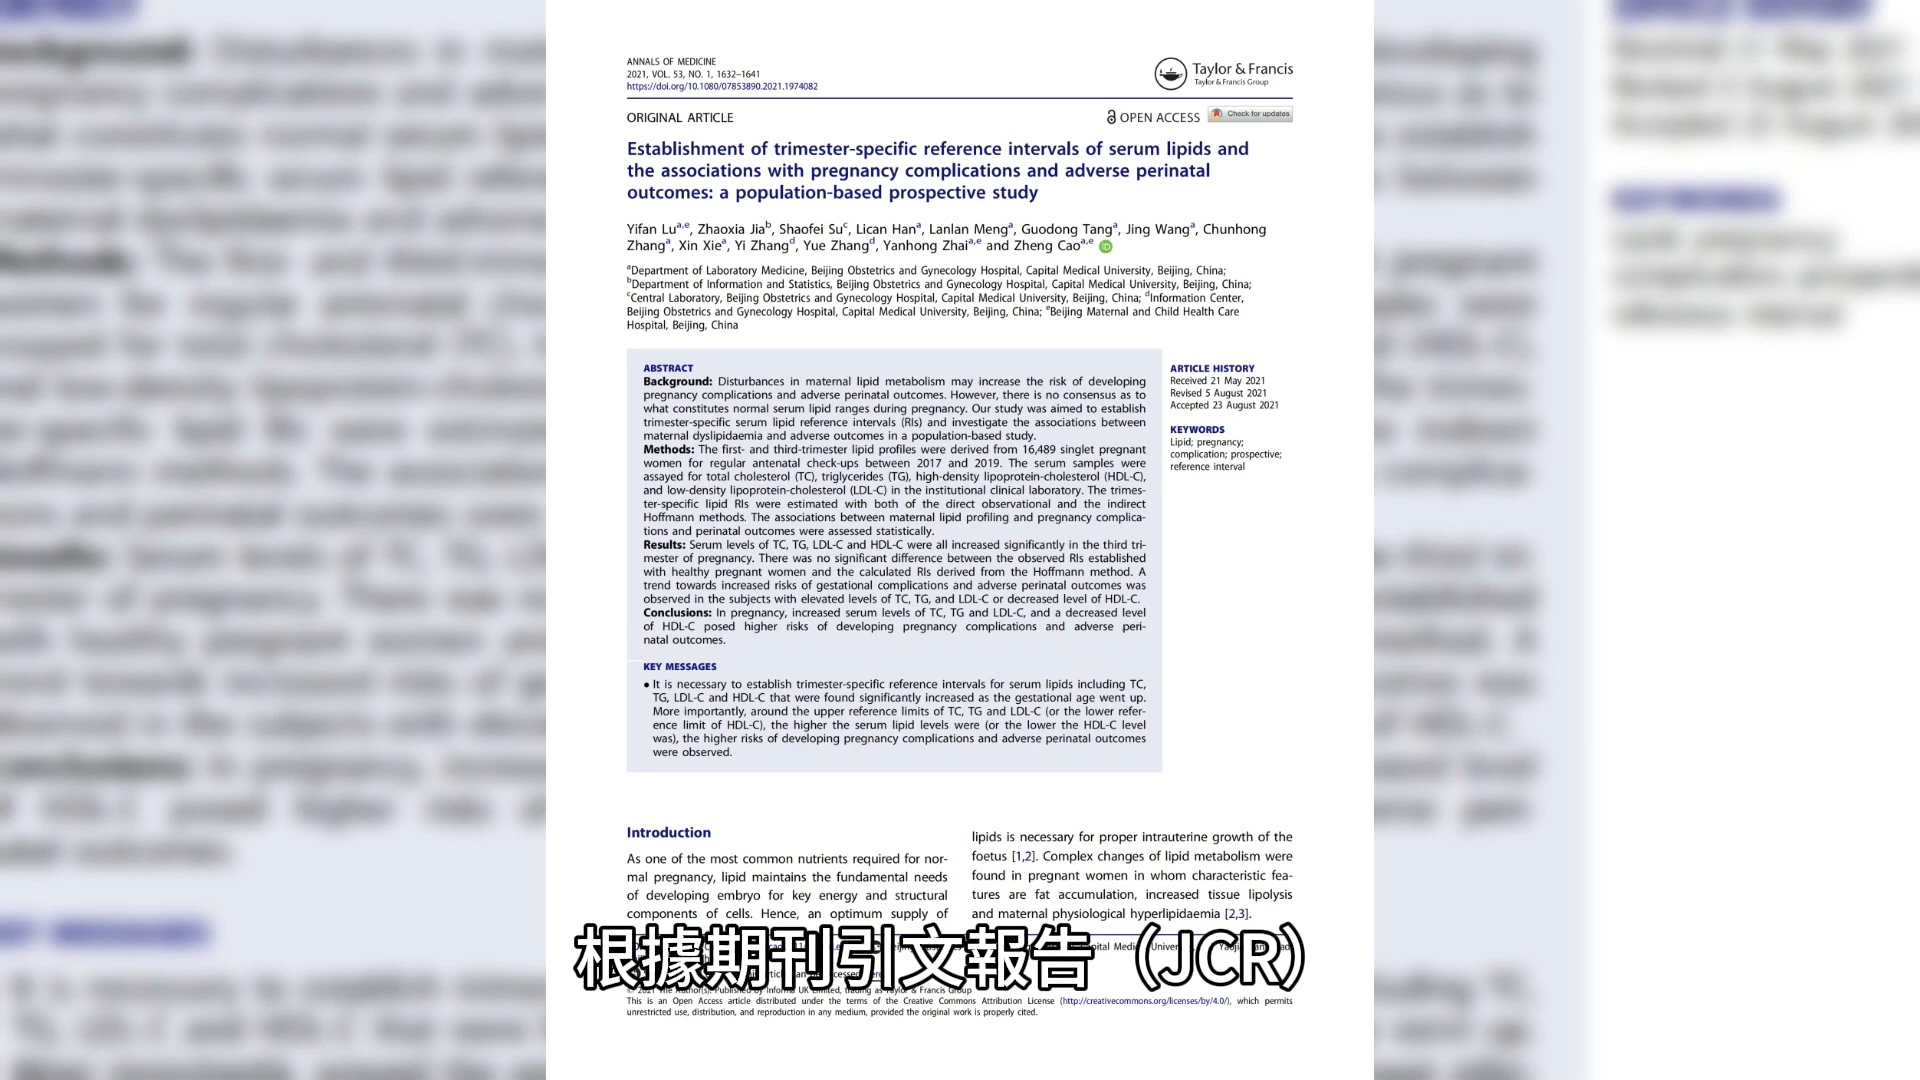 ANNALS OF MEDICINE
2021, VOL. 53, NO. 1, 1632–1641
https://doi.org/10.1080/07853890.2021.1974082
Taylor & Francis
Taylor & Francis Group
ORIGINAL ARTICLE
OPEN ACCESS
Check for updates
Establishment of trimester-specific reference intervals of serum lipids and
the associations with pregnancy complications and adverse perinatal
outcomes: a population-based prospective study
Yifan Lua,e, Zhaoxia Jiab, Shaofei Suc, Lican Hana, Lanlan Menga, Guodong Tanga, Jing Wanga, Chunhong
Zhanga, Xin Xiea, Yi Zhangd, Yue Zhangd, Yanhong Zhaia,e and Zheng Caoa,e iD
aDepartment of Laboratory Medicine, Beijing Obstetrics and Gynecology Hospital, Capital Medical University, Beijing, China;
bDepartment of Information and Statistics, Beijing Obstetrics and Gynecology Hospital, Capital Medical University, Beijing, China;
cCentral Laboratory, Beijing Obstetrics and Gynecology Hospital, Capital Medical University, Beijing, China; dInformation Center,
Beijing Obstetrics and Gynecology Hospital, Capital Medical University, Beijing, China; eBeijing Maternal and Child Health Care
Hospital, Beijing, China
ABSTRACT
Background: Disturbances in maternal lipid metabolism may increase the risk of developing
pregnancy complications and adverse perinatal outcomes. However, there is no consensus as to
what constitutes normal serum lipid ranges during pregnancy. Our study was aimed to establish
trimester-specific serum lipid reference intervals (RIs) and investigate the associations between
maternal dyslipidaemia and adverse outcomes in a population-based study.
Methods: The first- and third-trimester lipid profiles were derived from 16,489 singlet pregnant
women for regular antenatal check-ups between 2017 and 2019. The serum samples were
assayed for total cholesterol (TC), triglycerides (TG), high-density lipoprotein-cholesterol (HDL-C),
and low-density lipoprotein-cholesterol (LDL-C) in the institutional clinical laboratory. The trimes-
ter-specific lipid RIs were estimated with both of the direct observational and the indirect
Hoffmann methods. The associations between maternal lipid profiling and pregnancy complica-
tions and perinatal outcomes were assessed statistically.
Results: Serum levels of TC, TG, LDL-C and HDL-C were all increased significantly in the third tri-
mester of pregnancy. There was no significant difference between the observed RIs established
with healthy pregnant women and the calculated RIs derived from the Hoffmann method. A
trend towards increased risks of gestational complications and adverse perinatal outcomes was
observed in the subjects with elevated levels of TC, TG, and LDL-C or decreased level of HDL-C.
Conclusions: In pregnancy, increased serum levels of TC, TG and LDL-C, and a decreased level
of HDL-C posed higher risks of developing pregnancy complications and adverse peri-
natal outcomes.
KEY MESSAGES
• It is necessary to establish trimester-specific reference intervals for serum lipids including TC,
TG, LDL-C and HDL-C that were found significantly increased as the gestational age went up.
More importantly, around the upper reference limits of TC, TG and LDL-C (or the lower refer-
ence limit of HDL-C), the higher the serum lipid levels were (or the lower the HDL-C level
was), the higher risks of developing pregnancy complications and adverse perinatal outcomes
were observed.
ARTICLE HISTORY
Received 21 May 2021
Revised 5 August 2021
Accepted 23 August 2021
KEYWORDS
Lipid; pregnancy;
complication; prospective;
reference interval
Introduction
As one of the most common nutrients required for nor-
mal pregnancy, lipid maintains the fundamental needs
of developing embryo for key energy and structural
components of cells. Hence, an optimum supply of
lipids is necessary for proper intrauterine growth of the
foetus [1,2]. Complex changes of lipid metabolism were
found in pregnant women in whom characteristic fea-
tures are fat accumulation, increased tissue lipolysis
and maternal physiological hyperlipidaemia [2,3].
根據期刊引文報告（JCR）
© 2021 The Author(s). Published by Informa UK Limited, trading as Taylor & Francis Group
This is an Open Access article distributed under the terms of the Creative Commons Attribution License (http://creativecommons.org/licenses/by/4.0/), which permits
unrestricted use, distribution, and reproduction in any medium, provided the original work is properly cited.